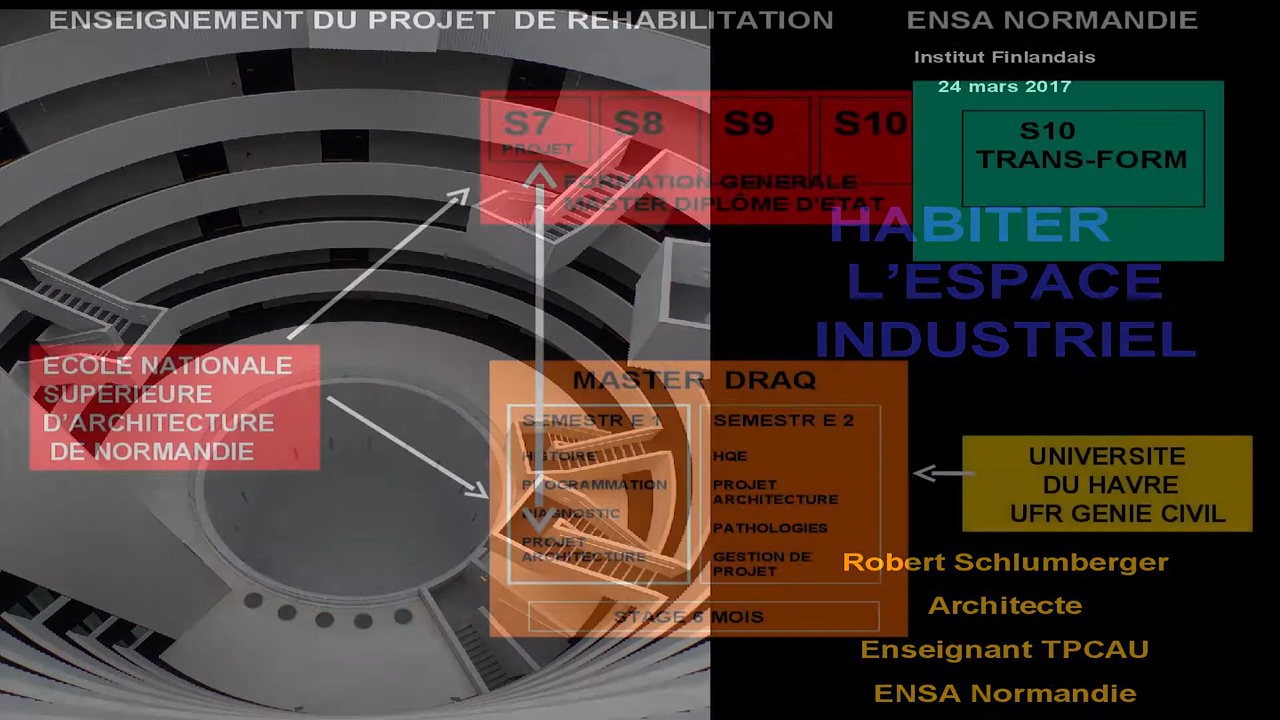 ENSEIGNEMENT DU PROJET DE REHABILITATION ENSA NORMANDIE
Institut Finlandais
24 mars 2017
S7
PROJET
S8
S9
S10
FORMATION GENERALE
MASTER DIPLÔME D'ETAT
S10
TRANS-FORM
HABITER
L'ESPACE
INDUSTRIEL
ECOLE NATIONALE
SUPERIEURE
D'ARCHITECTURE
DE NORMANDIE
MASTER DRAQ
SEMESTR E 1
HISTOIRE
PROGRAMMATION
DIAGNOSTIC
PROJET
ARCHITECTURE
SEMESTR E 2
HQE
PROJET
ARCHITECTURE
PATHOLOGIES
GESTION DE
PROJET
STAGE 6 MOIS
UNIVERSITE
DU HAVRE
UFR GENIE CIVIL
Robert Schlumberger
Architecte
Enseignant TPCAU
ENSA Normandie